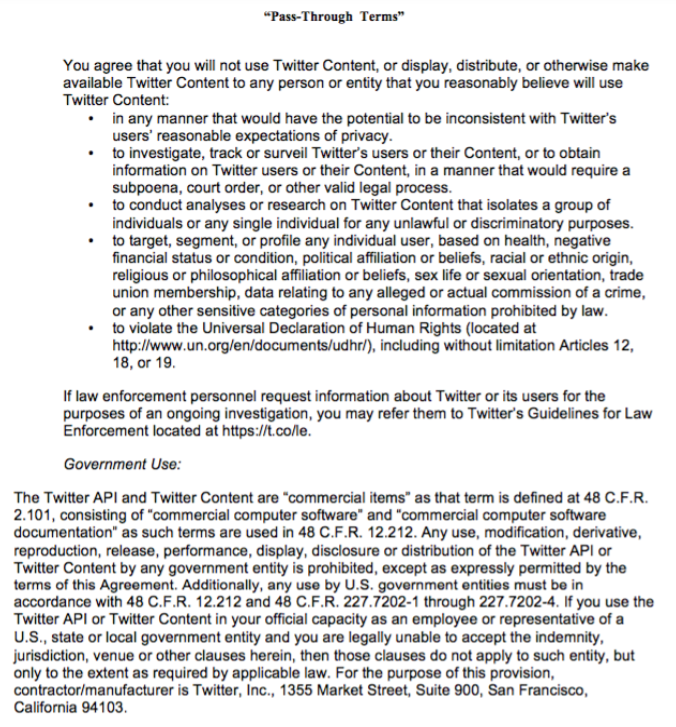 "Pass-Through Terms"
You agree that you will not use Twitter Content, or display, distribute, or otherwise make
available Twitter Content to any person or entity that you reasonably believe will use
Twitter Content:
• in any manner that would have the potential to be inconsistent with Twitter's
users' reasonable expectations of privacy.
• to investigate, track or surveil Twitter's users or their Content, or to obtain
information on Twitter users or their Content, in a manner that would require a
subpoena, court order, or other valid legal process.
• to conduct analyses or research on Twitter Content that isolates a group of
individuals or any single individual for any unlawful or discriminatory purposes.
• to target, segment, or profile any individual user, based on health, negative
financial status or condition, political affiliation or beliefs, racial or ethnic origin,
religious or philosophical affiliation or beliefs, sex life or sexual orientation, trade
union membership, data relating to any alleged or actual commission of a crime,
or any other sensitive categories of personal information prohibited by law.
• to violate the Universal Declaration of Human Rights (located at
http://www.un.org/en/documents/udhr/), including without limitation Articles 12,
18, or 19.
If law enforcement personnel request information about Twitter or its users for the
purposes of an ongoing investigation, you may refer them to Twitter's Guidelines for Law
Enforcement located at https://t.co/le.
Government Use:
The Twitter API and Twitter Content are "commercial items" as that term is defined at 48 C.F.R.
2.101, consisting of "commercial computer software" and "commercial computer software
documentation" as such terms are used in 48 C.F.R. 12.212. Any use, modification, derivative,
reproduction, release, performance, display, disclosure or distribution of the Twitter API or
Twitter Content by any government entity is prohibited, except as expressly permitted by the
terms of this Agreement. Additionally, any use by U.S. government entities must be in
accordance with 48 C.F.R. 12.212 and 48 C.F.R. 227.7202-1 through 227.7202-4. If you use the
Twitter API or Twitter Content in your official capacity as an employee or representative of a
U.S., state or local government entity and you are legally unable to accept the indemnity,
jurisdiction, venue or other clauses herein, then those clauses do not apply to such entity, but
only to the extent as required by applicable law. For the purpose of this provision,
contractor/manufacturer is Twitter, Inc., 1355 Market Street, Suite 900, San Francisco,
California 94103.